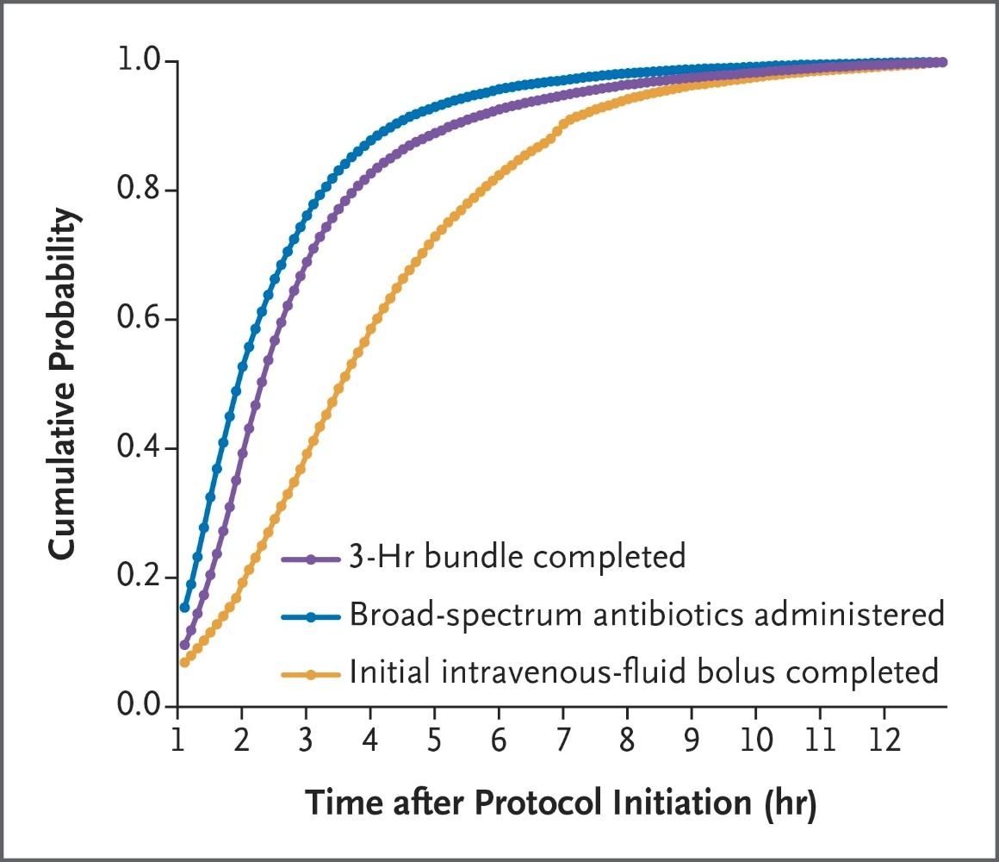 1.0
0.8
0.6
0.4
0.2
0.0
Cumulative Probability
3-Hr bundle completed
Broad-spectrum antibiotics administered
Initial intravenous-fluid bolus completed
1 2 3 4 5 6 7 8 9 10 11 12
Time after Protocol Initiation (hr)